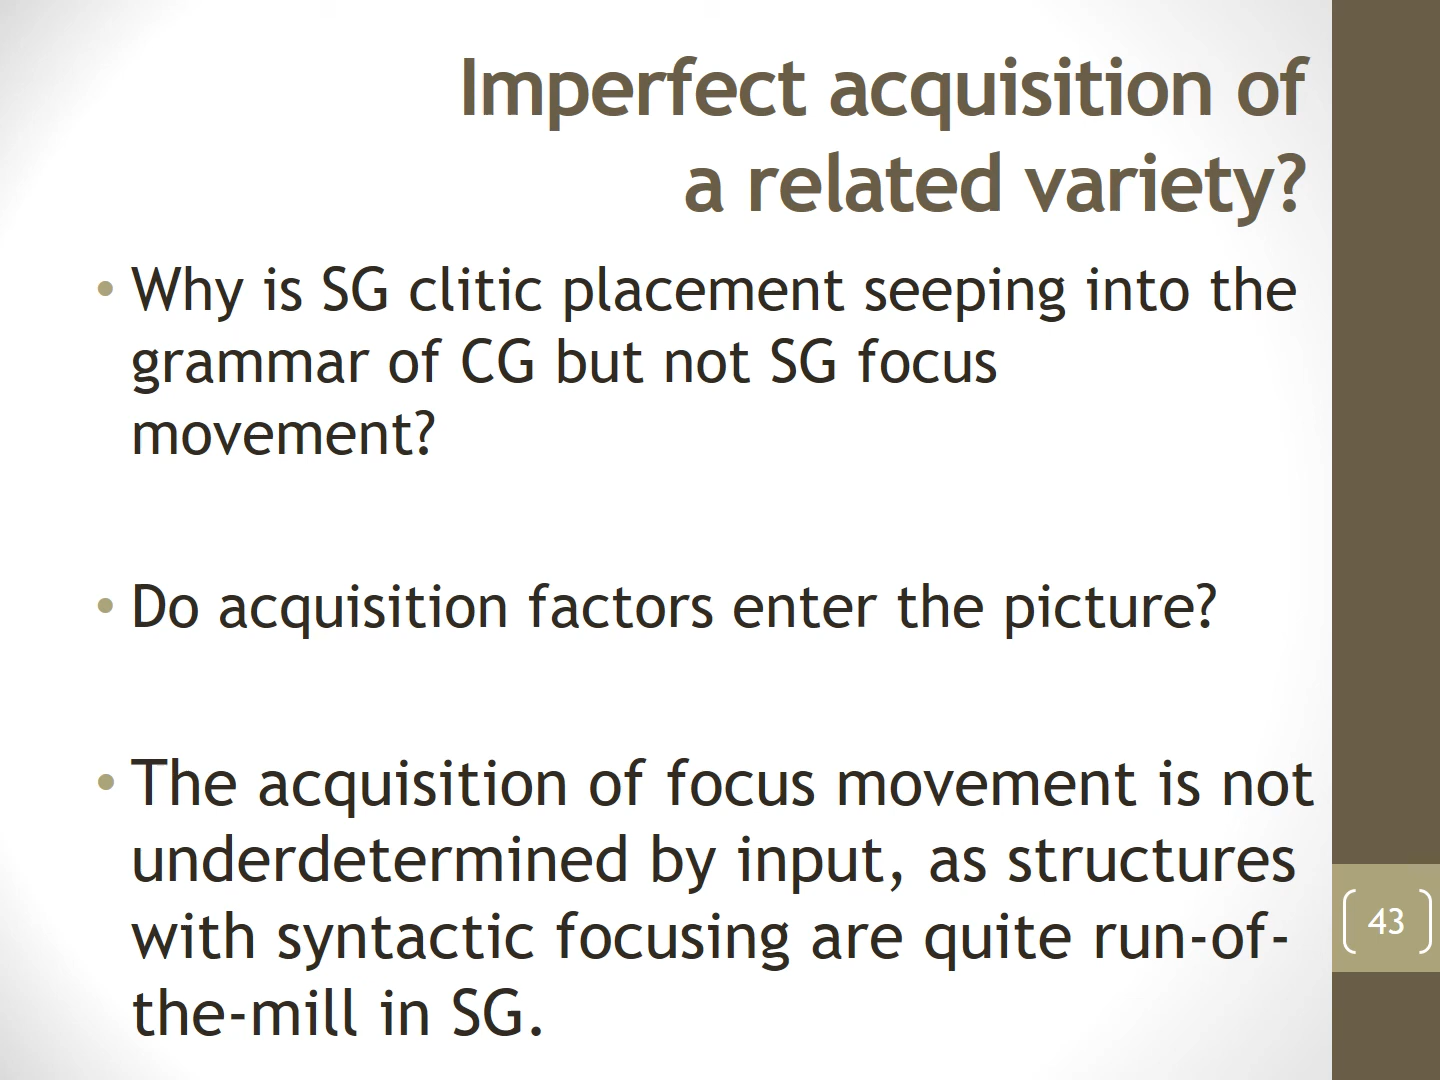 Imperfect acquisition of
a related variety?
• Why is SG clitic placement seeping into the
grammar of CG but not SG focus
movement?
• Do acquisition factors enter the picture?
• The acquisition of focus movement is not
underdetermined by input, as structures
with syntactic focusing are quite run-of-
the-mill in SG.
43